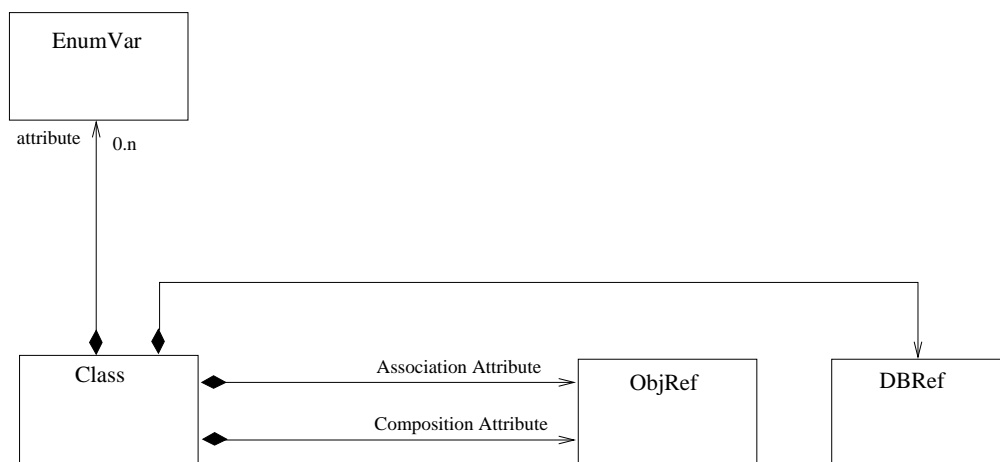 EnumVar
attribute
0.n
Class
Association Attribute
ObjRef
DBRef
Composition Attribute